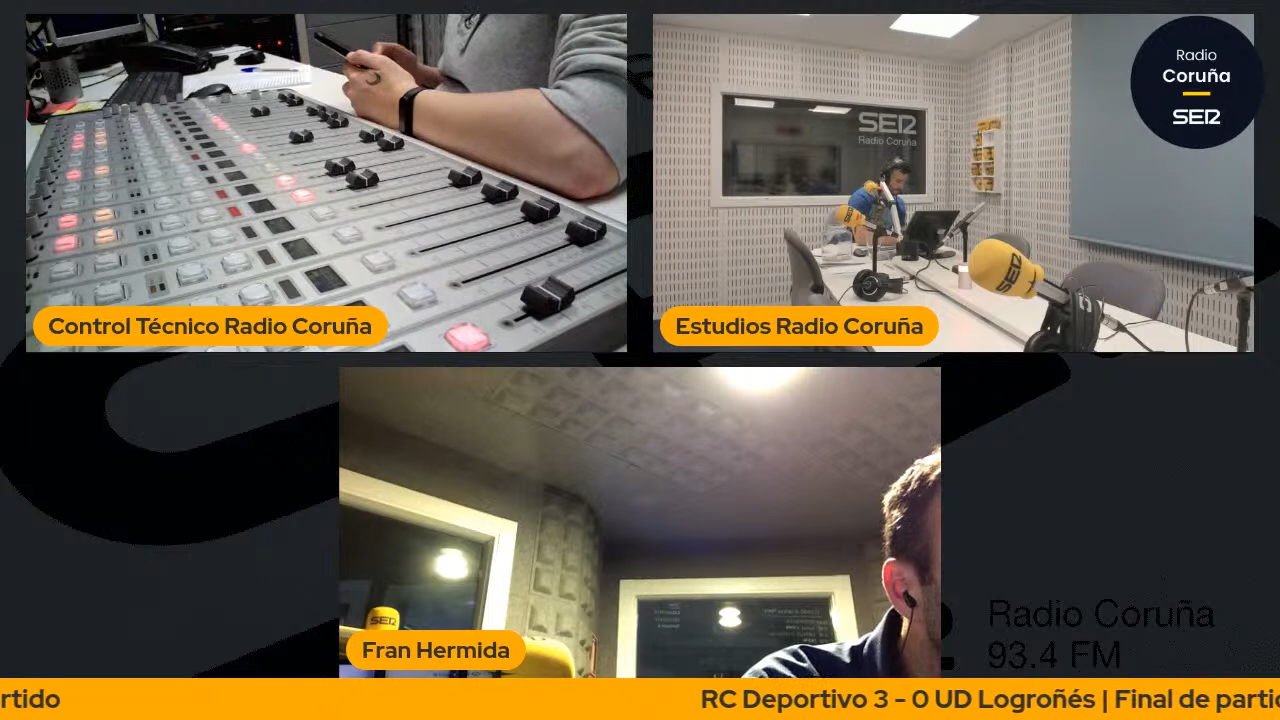 SER
Radio Coruña
Radio
Coruña
SER
SER
Control Técnico Radio Coruña
Estudios Radio Coruña
SER
Fran Hermida
Radio Coruña
93.4 FM
rtido
RC Deportivo 3 - 0 UD Logroñés | Final de partid